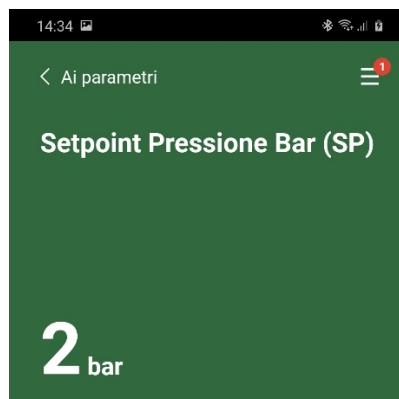 14:34
Ai parametri
1
Setpoint Pressione Bar (SP)
2 bar